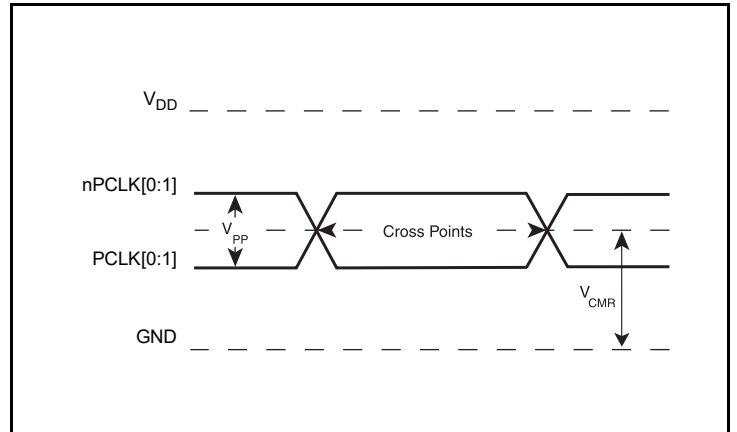 VDD
nPCLK[0:1]
VPP
Cross Points
PCLK[0:1]
VCMR
GND